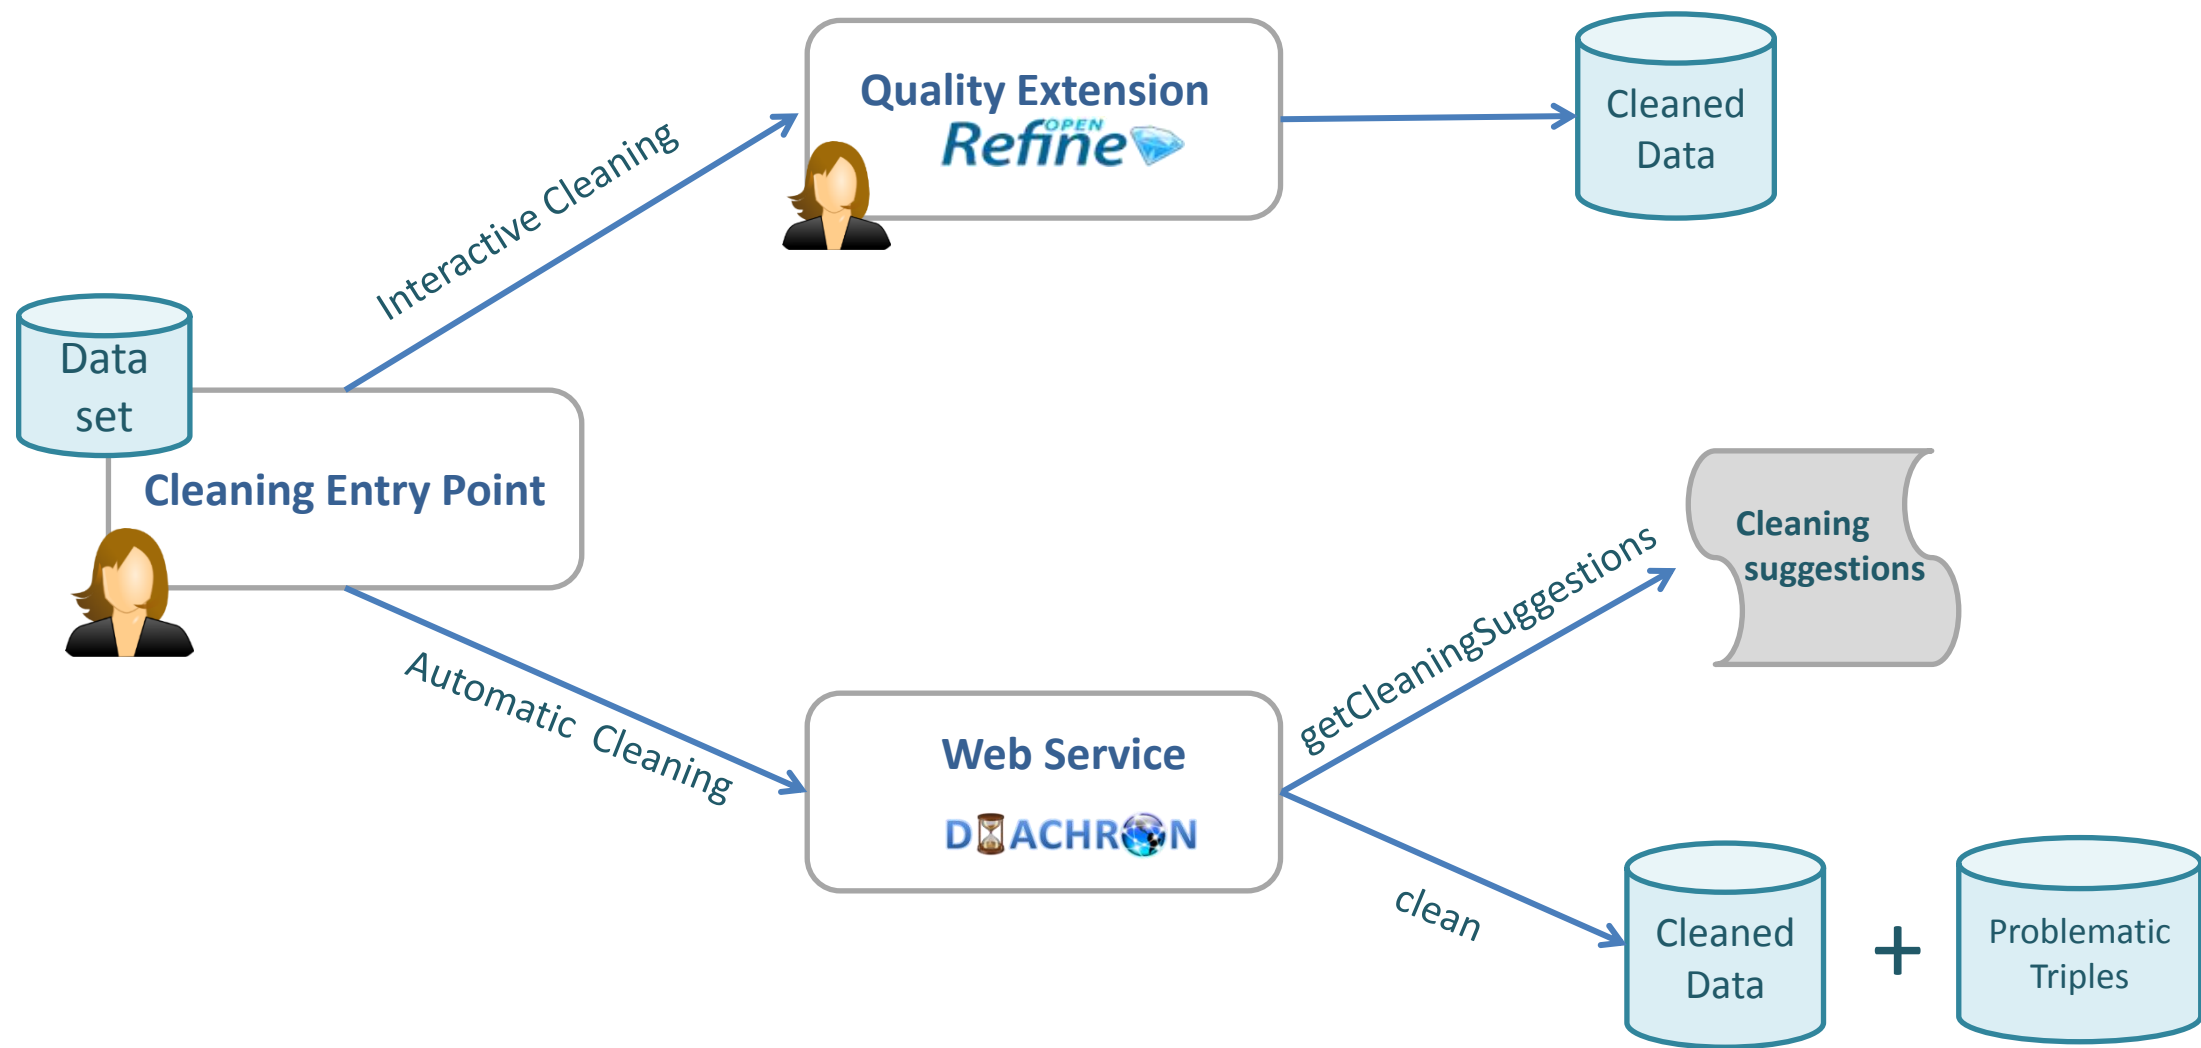 Quality Extension
OPEN
Refine
Cleaned
Data
Interactive Cleaning
Data
set
Cleaning Entry Point
Automatic Cleaning
Web Service
DIACHRON
getCleaningSuggestions
Cleaning
suggestions
clean
Cleaned
Data
+
Problematic
Triples